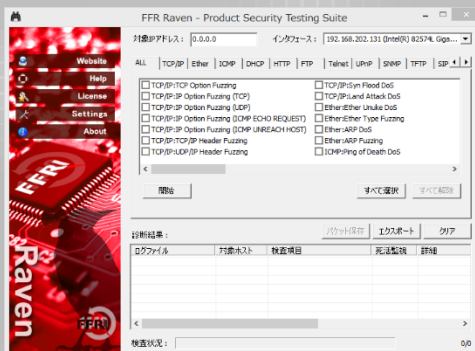 FFR Raven - Product Security Testing Suite
対象IPアドレス： 0.0.0.0 インタフェース： 192.168.202.131 (Intel(R) 82574L Gigal...
Website
Help
License
Settings
About
ALL TCP/IP Ether ICMP DHCP HTTP FTP Telnet UPnP SNMP TFTP SIP
TCP/IP:TCP Option Fuzzing
TCP/IP:IP Option Fuzzing (TCP)
TCP/IP:IP Option Fuzzing (UDP)
TCP/IP:IP Option Fuzzing (ICMP ECHO REQUEST)
TCP/IP:IP Option Fuzzing (ICMP UNREACH HOST)
TCP/IP:TCP/IP Header Fuzzing
TCP/IP:UDP/IP Header Fuzzing
TCP/IP:Syn Flood DoS
TCP/IP:Land Attack DoS
Ether:Ether Unuke DoS
Ether:Ether Type Fuzzing
Ether:ARP DoS
Ether:ARP Fuzzing
ICMP:Ping of Death DoS
開始 すべて選択 すべて解除
診断結果： パケット保存 エクスポート クリア
ログファイル 対象ホスト 検査項目 死活監視 詳細
検査状況： 0/0
FFRI
Raven
FFRI